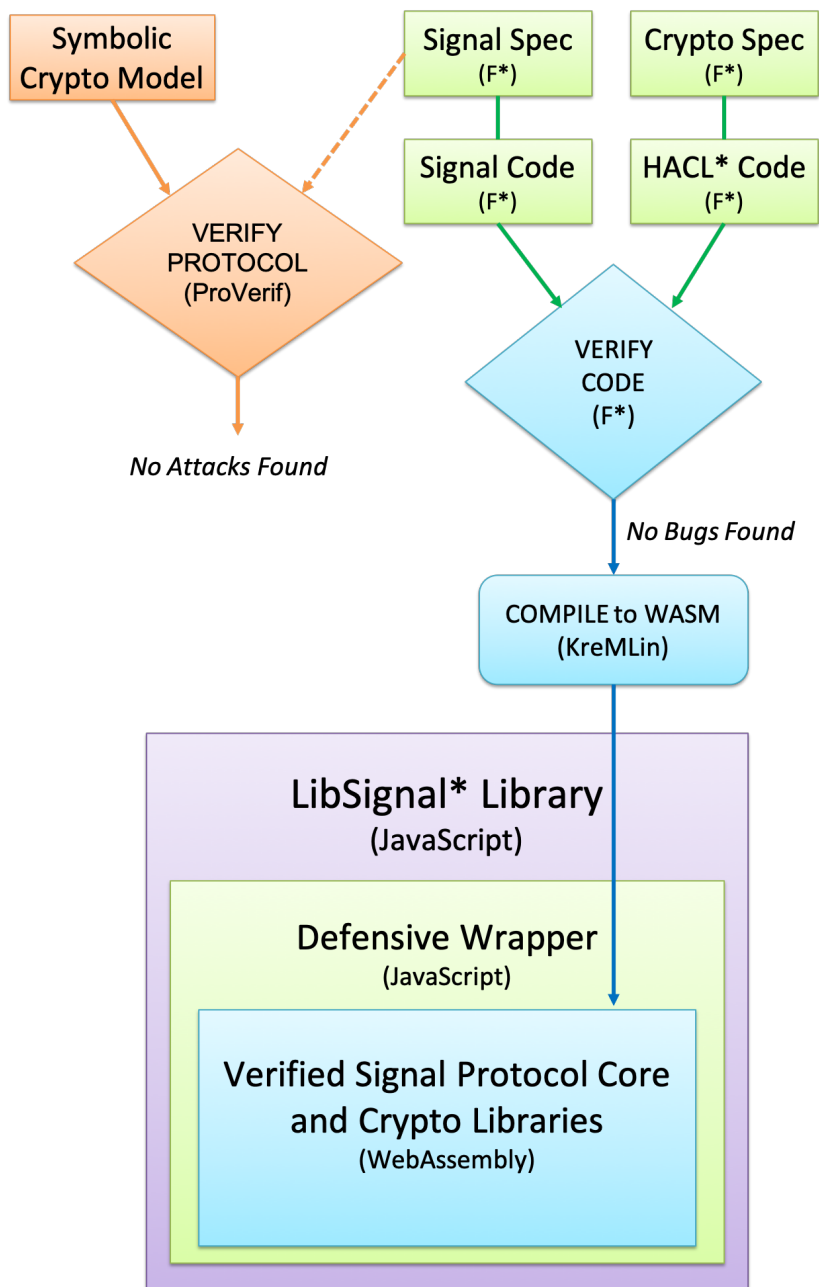 Symbolic
Crypto Model
Signal Spec
(F*)
Crypto Spec
(F*)
Signal Code
(F*)
HACL* Code
(F*)
VERIFY
PROTOCOL
(ProVerif)
VERIFY
CODE
(F*)
No Attacks Found
No Bugs Found
COMPILE to WASM
(KreMLin)
LibSignal* Library
(JavaScript)
Defensive Wrapper
(JavaScript)
Verified Signal Protocol Core
and Crypto Libraries
(WebAssembly)